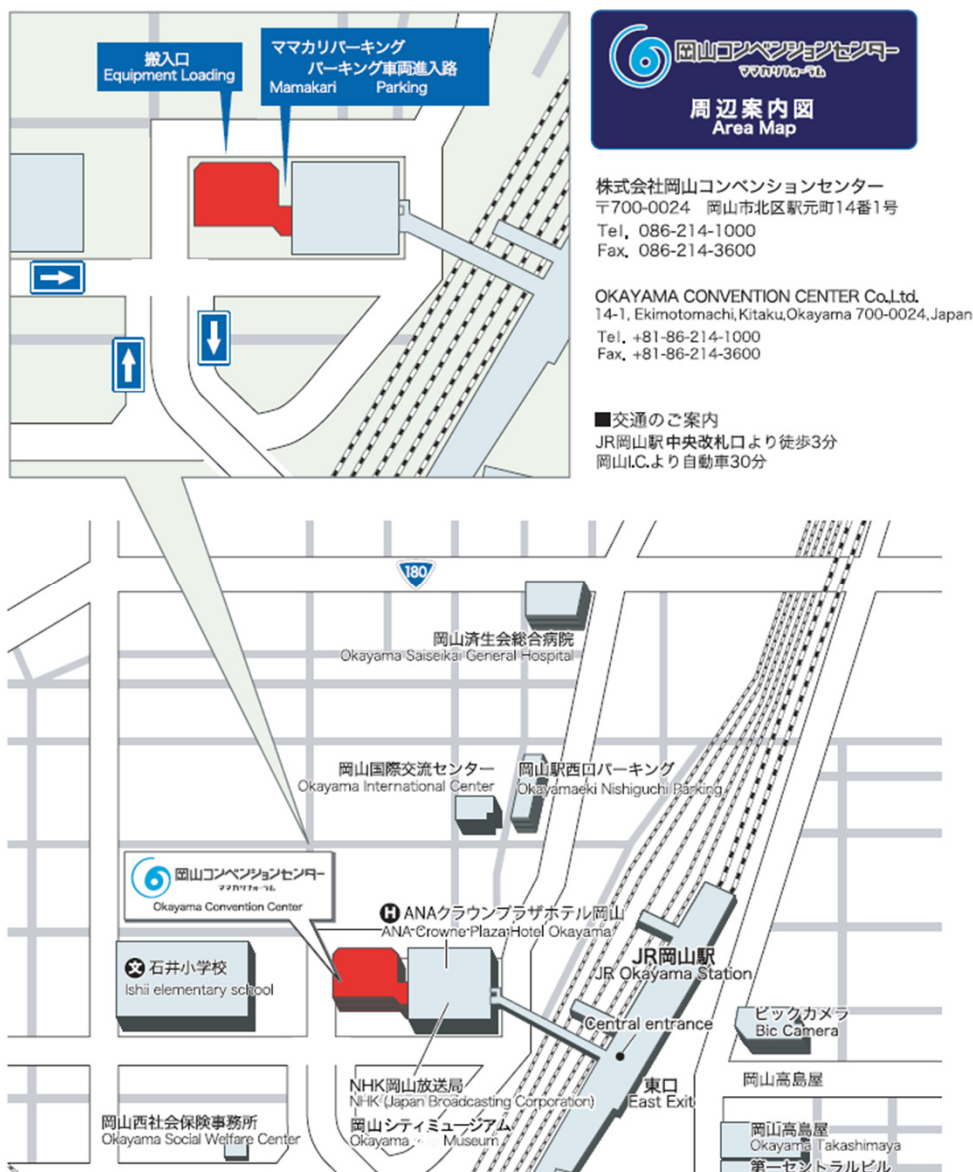 搬入口
Equipment Loading
ママカリパーキング
パーキング車両進入路
Mamakari Parking
岡山コンベンションセンター
ママカリフォーラム
周辺案内図
Area Map
株式会社岡山コンベンションセンター
〒700-0024 岡山市北区駅元町14番1号
Tel. 086-214-1000
Fax. 086-214-3600
OKAYAMA CONVENTION CENTER Co.,Ltd.
14-1, Ekimotomachi, Kitaku, Okayama 700-0024, Japan
Tel. +81-86-214-1000
Fax. +81-86-214-3600
■交通のご案内
JR岡山駅中央改札口より徒歩3分
岡山I.C.より自動車30分
180
岡山済生会総合病院
Okayama Saiseikai General Hospital
岡山国際交流センター
Okayama International Center
岡山駅西口パーキング
Okayamaeki Nishiguchi Parking
岡山コンベンションセンター
ママカリフォーラム
Okayama Convention Center
H ANAクラウンプラザホテル岡山
ANA Crowne Plaza Hotel Okayama
文 石井小学校
Ishii elementary school
JR岡山駅
JR Okayama Station
Central entrance
ビックカメラ
Bic Camera
東口
East Exit
岡山高島屋
NHK岡山放送局
NHK (Japan Broadcasting Corporation)
岡山シティミュージアム
Okayama Museum
岡山西社会保険事務所
Okayama Social Welfare Center
岡山高島屋
Okayama Takashimaya
第一セントラルビル